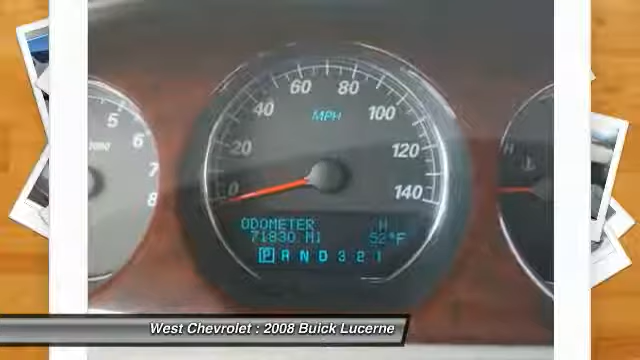 60 80
40 100
5 MPH
6 20 120
7
8 0 140
ODOMETER N
71830 MI 52°F
P R N D 3 2 1
H
West Chevrolet : 2008 Buick Lucerne